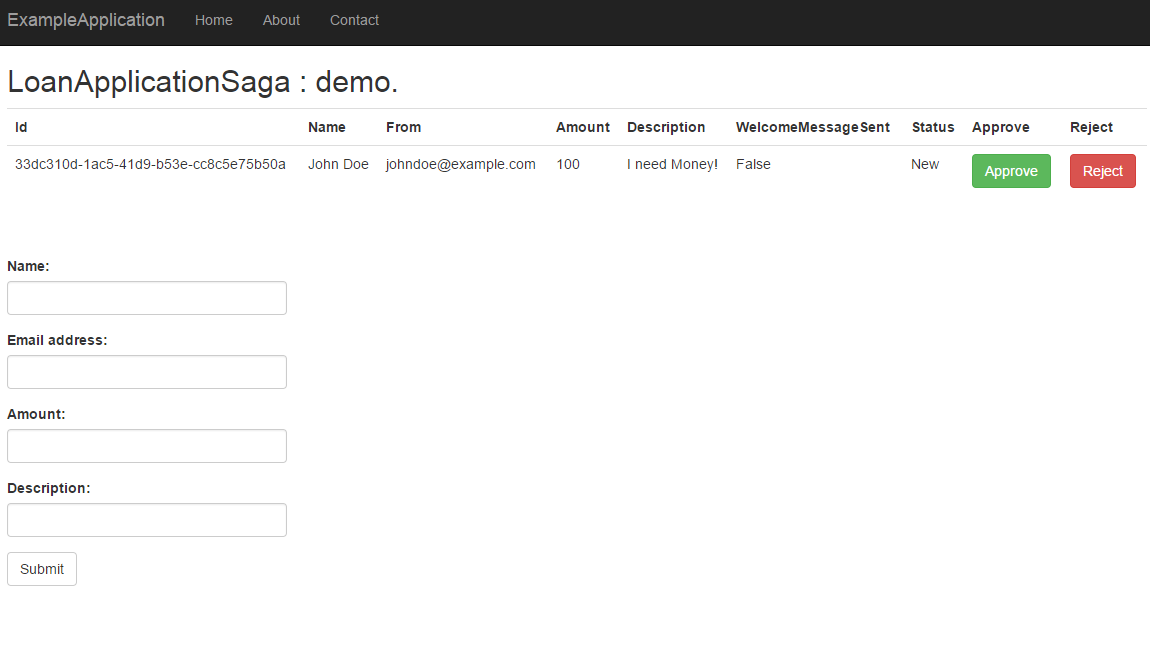 ExampleApplication Home About Contact
LoanApplicationSaga : demo.
Id Name From Amount Description WelcomeMessageSent Status Approve Reject
33dc310d-1ac5-41d9-b53e-cc8c5e75b50a John Doe johndoe@example.com 100 I need Money! False New Approve Reject
Name:
Email address:
Amount:
Description:
Submit